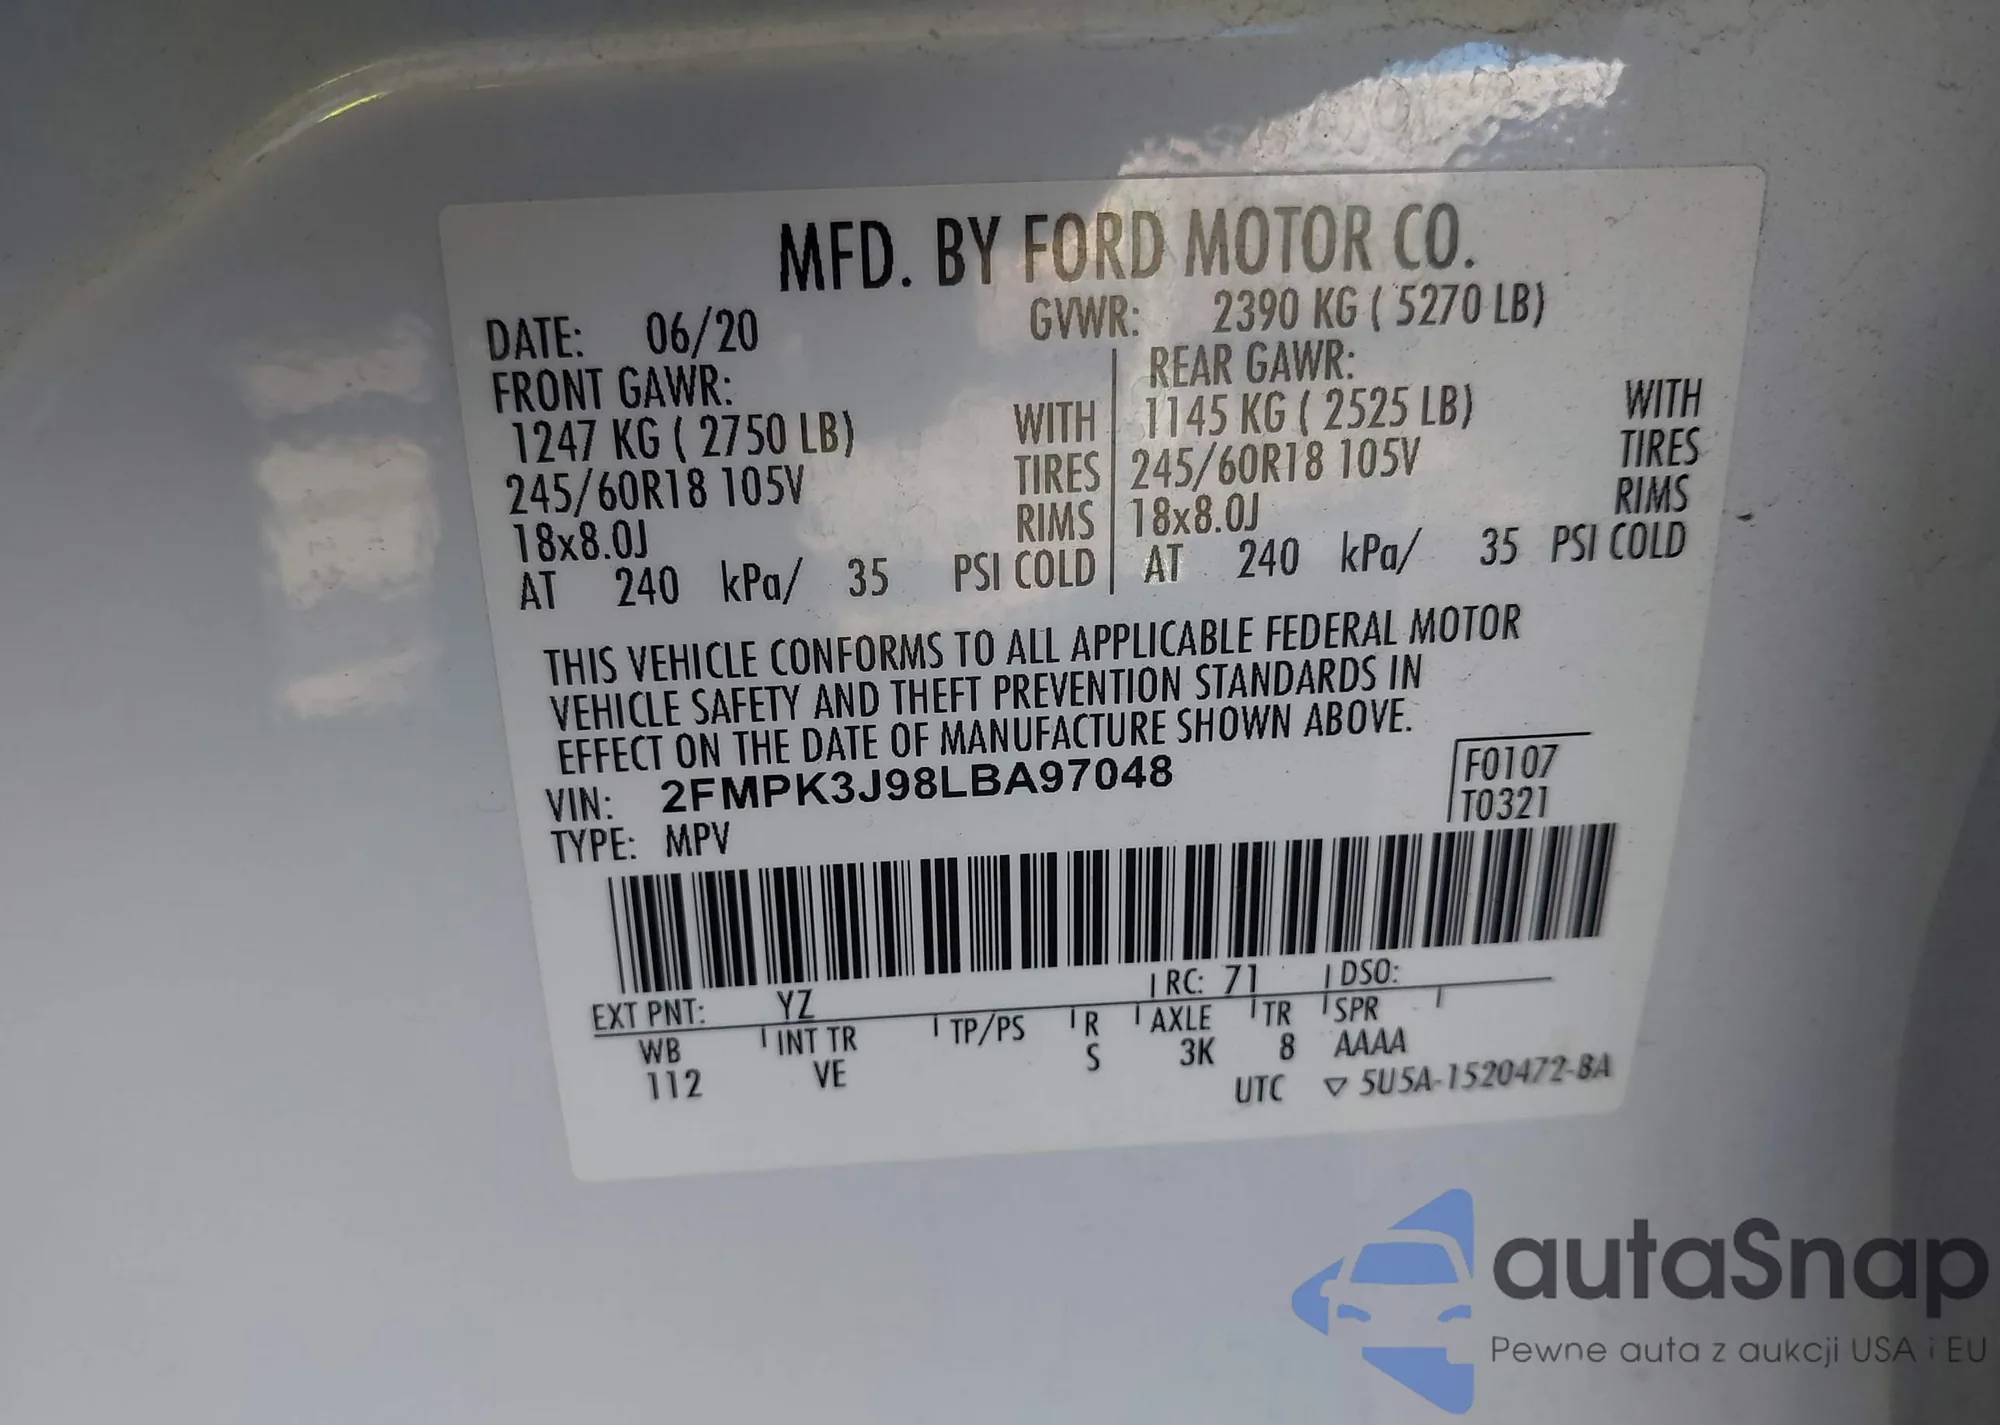 MFD. BY FORD MOTOR CO.
DATE: 06/20 GVWR: 2390 KG ( 5270 LB)
FRONT GAWR: REAR GAWR:
1247 KG ( 2750 LB) WITH 1145 KG ( 2525 LB) WITH
245/60R18 105V TIRES 245/60R18 105V TIRES
18x8.0J RIMS 18x8.0J RIMS
AT 240 kPa/ 35 PSI COLD AT 240 kPa/ 35 PSI COLD
THIS VEHICLE CONFORMS TO ALL APPLICABLE FEDERAL MOTOR
VEHICLE SAFETY AND THEFT PREVENTION STANDARDS IN
EFFECT ON THE DATE OF MANUFACTURE SHOWN ABOVE.
VIN: 2FMPK3J98LBA97048 F0107
TYPE: MPV T0321
EXT PNT: YZ RC: 71 DSO:
WB INT TR TP/PS R AXLE TR SPR
112 VE S 3K 8 AAAA
UTC ▽ 5U5A-1520472-BA
autaSnap
Pewne auta z aukcji USA i EU